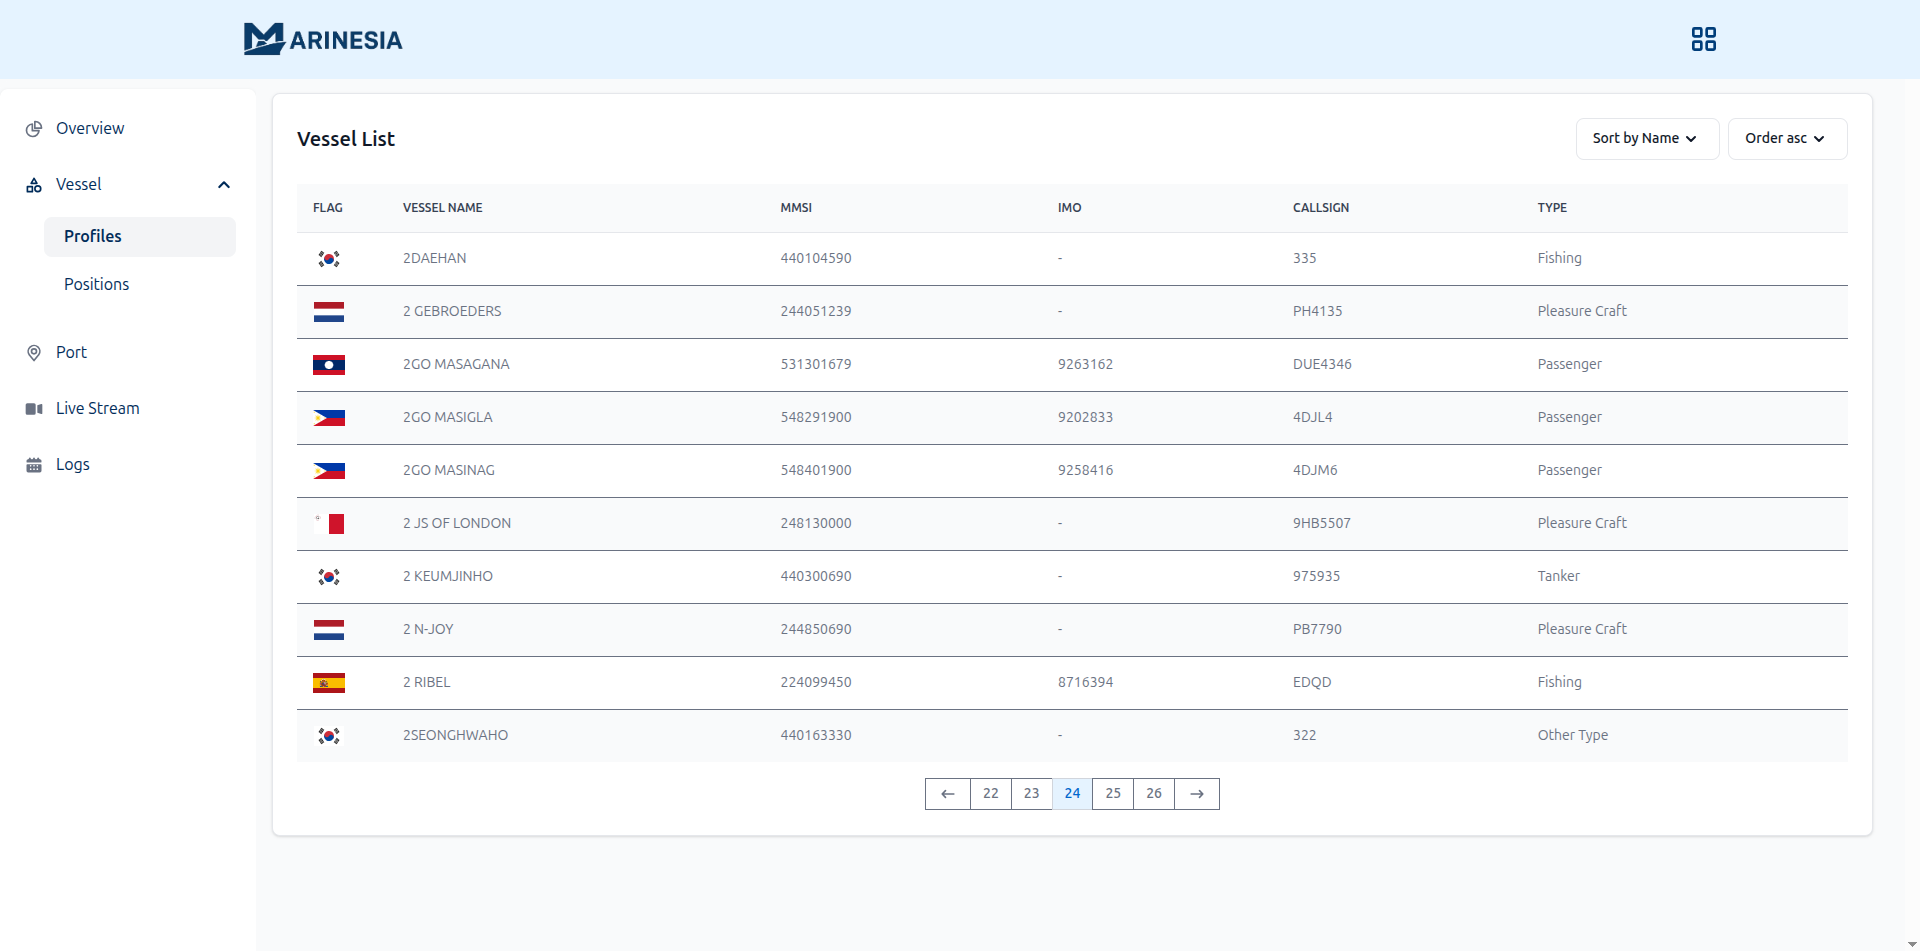 MARINESIA
Overview
Vessel
Profiles
Positions
Port
Live Stream
Logs
Vessel List
Sort by Name
Order asc
FLAG VESSEL NAME MMSI IMO CALLSIGN TYPE
2DAEHAN 440104590 - 335 Fishing
2 GEBROEDERS 244051239 - PH4135 Pleasure Craft
2GO MASAGANA 531301679 9263162 DUE4346 Passenger
2GO MASIGLA 548291900 9202833 4DJL4 Passenger
2GO MASINAG 548401900 9258416 4DJM6 Passenger
2 JS OF LONDON 248130000 - 9HB5507 Pleasure Craft
2 KEUMJINHO 440300690 - 975935 Tanker
2 N-JOY 244850690 - PB7790 Pleasure Craft
2 RIBEL 224099450 8716394 EDQD Fishing
2SEONGHWAHO 440163330 - 322 Other Type
← 22 23 24 25 26 →